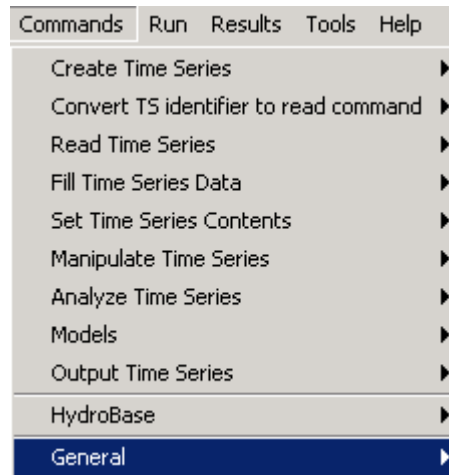 Commands Run Results Tools Help
Create Time Series
Convert TS identifier to read command
Read Time Series
Fill Time Series Data
Set Time Series Contents
Manipulate Time Series
Analyze Time Series
Models
Output Time Series
HydroBase
General